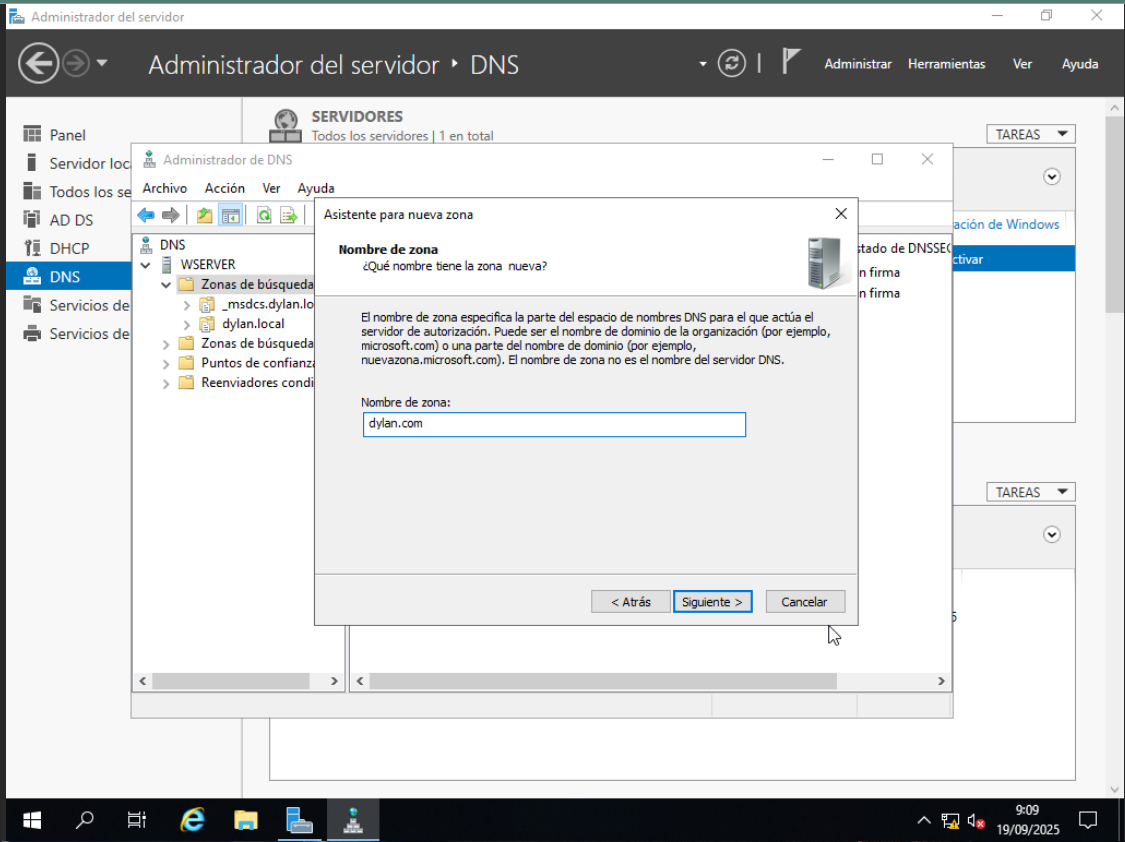 Administrador del servidor
Administrador del servidor • DNS
Administrar Herramientas Ver Ayuda
Panel
Servidor loc
Todos los se
AD DS
DHCP
DNS
Servicios de
Servicios de
SERVIDORES
Todos los servidores | 1 en total
TAREAS
ación de Windows
ctivar
TAREAS
Administrador de DNS
Archivo Acción Ver Ayuda
DNS
WSERVER
Zonas de búsqueda
_msdcs.dylan.lo
dylan.local
Zonas de búsqueda
Puntos de confianza
Reenviadores condi
stado de DNSSEC
n firma
n firma
Asistente para nueva zona
Nombre de zona
¿Qué nombre tiene la zona nueva?
El nombre de zona especifica la parte del espacio de nombres DNS para el que actúa el
servidor de autorización. Puede ser el nombre de dominio de la organización (por ejemplo,
microsoft.com) o una parte del nombre de dominio (por ejemplo,
nuevazona.microsoft.com). El nombre de zona no es el nombre del servidor DNS.
Nombre de zona:
dylan.com
< Atrás Siguiente > Cancelar
9:09
19/09/2025